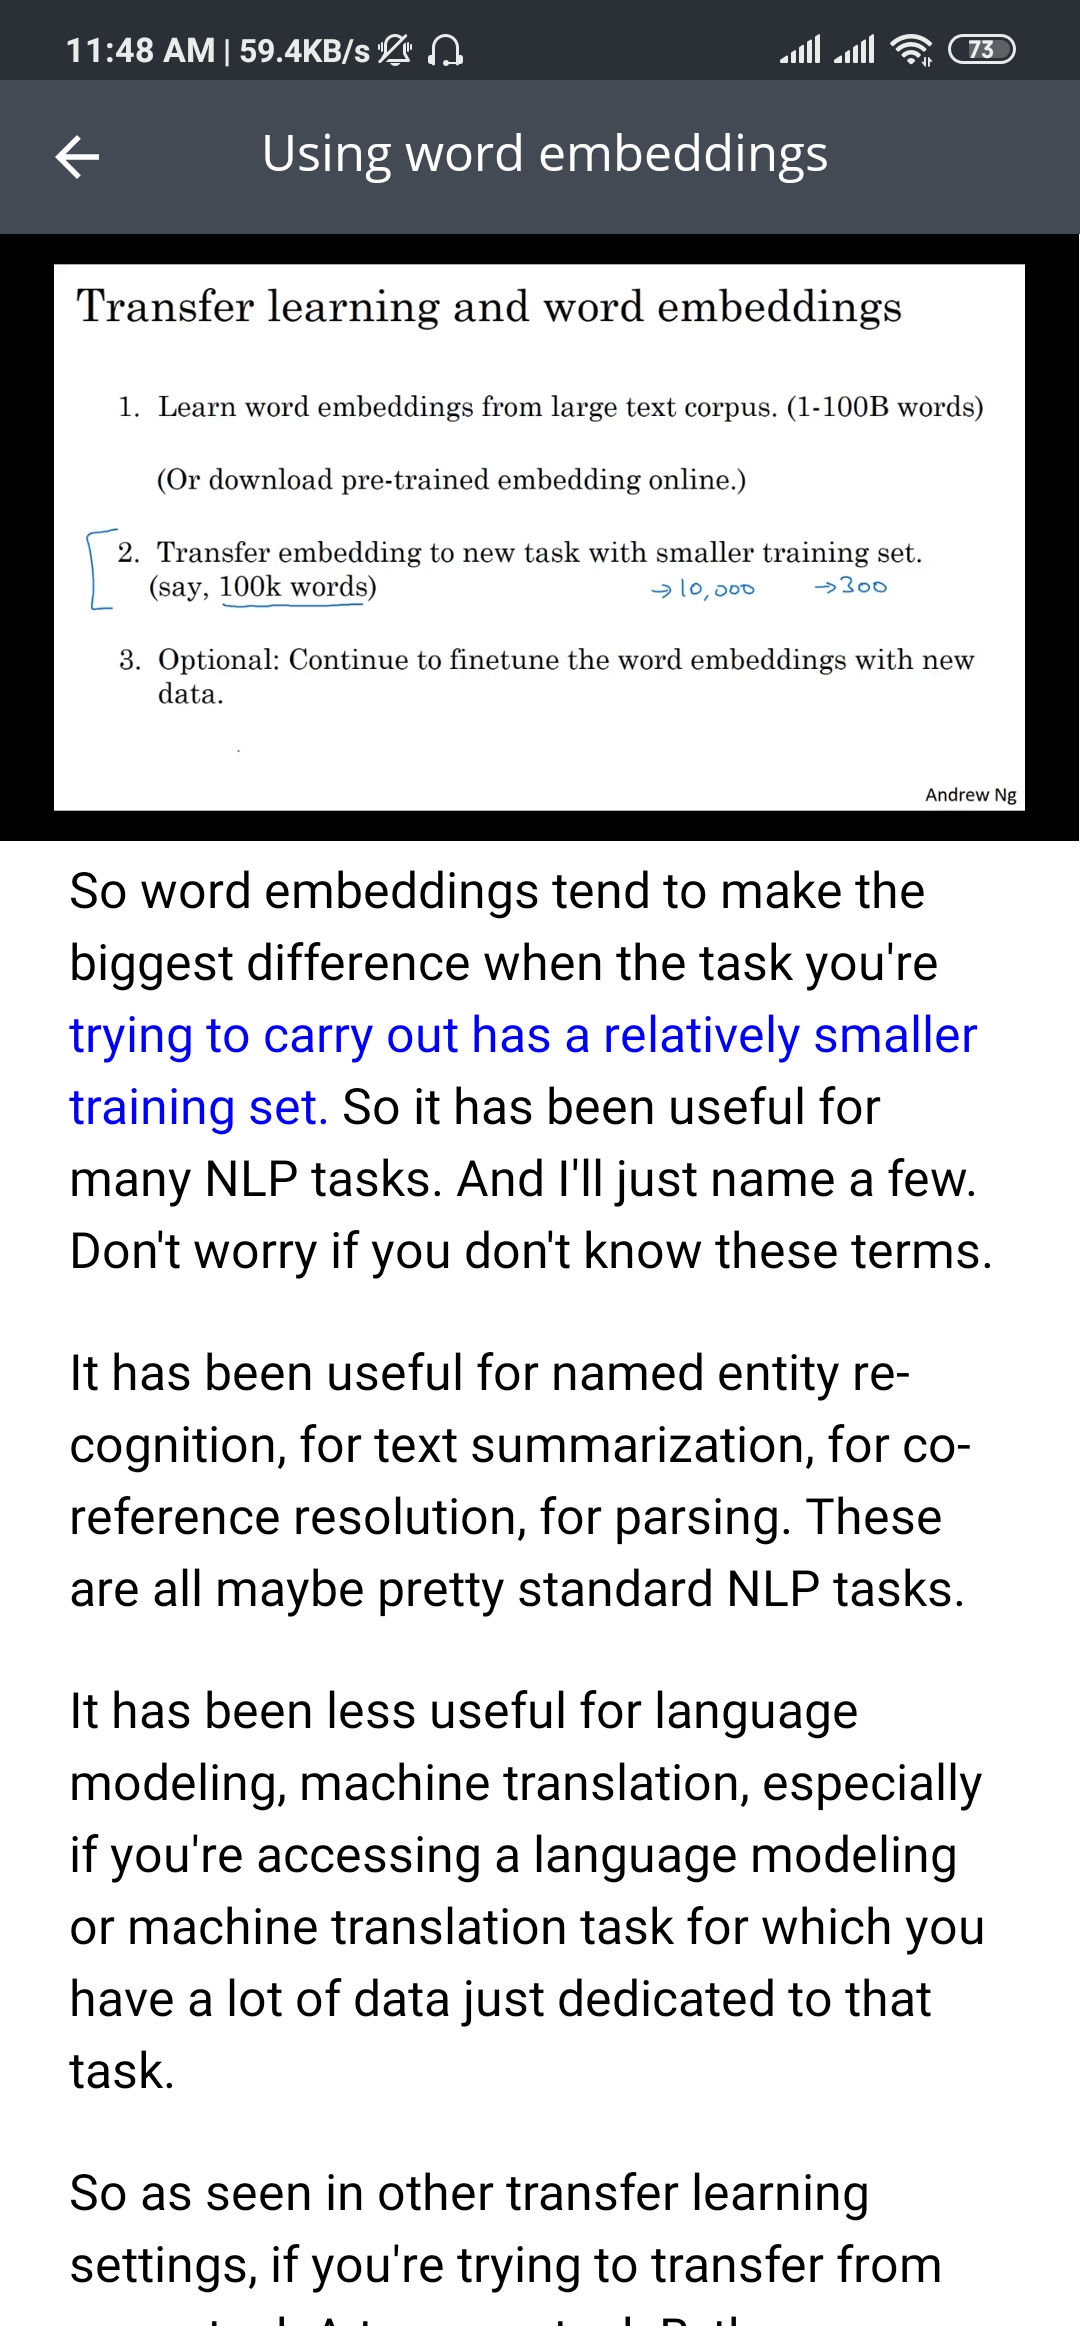 11:48 AM | 59.4KB/s
73
Using word embeddings
Transfer learning and word embeddings
1. Learn word embeddings from large text corpus. (1-100B words)
(Or download pre-trained embedding online.)
2. Transfer embedding to new task with smaller training set.
(say, 100k words) →10,000 →300
3. Optional: Continue to finetune the word embeddings with new
data.
Andrew Ng
So word embeddings tend to make the
biggest difference when the task you're
trying to carry out has a relatively smaller
training set. So it has been useful for
many NLP tasks. And I'll just name a few.
Don't worry if you don't know these terms.
It has been useful for named entity re-
cognition, for text summarization, for co-
reference resolution, for parsing. These
are all maybe pretty standard NLP tasks.
It has been less useful for language
modeling, machine translation, especially
if you're accessing a language modeling
or machine translation task for which you
have a lot of data just dedicated to that
task.
So as seen in other transfer learning
settings, if you're trying to transfer from